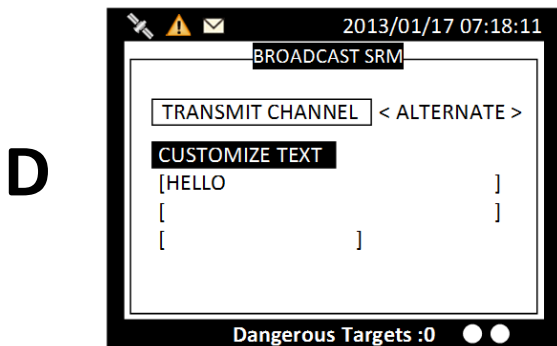 2013/01/17 07:18:11
BROADCAST SRM
TRANSMIT CHANNEL < ALTERNATE >
D
CUSTOMIZE TEXT
[HELLO ]
[ ]
[ ]
Dangerous Targets :0